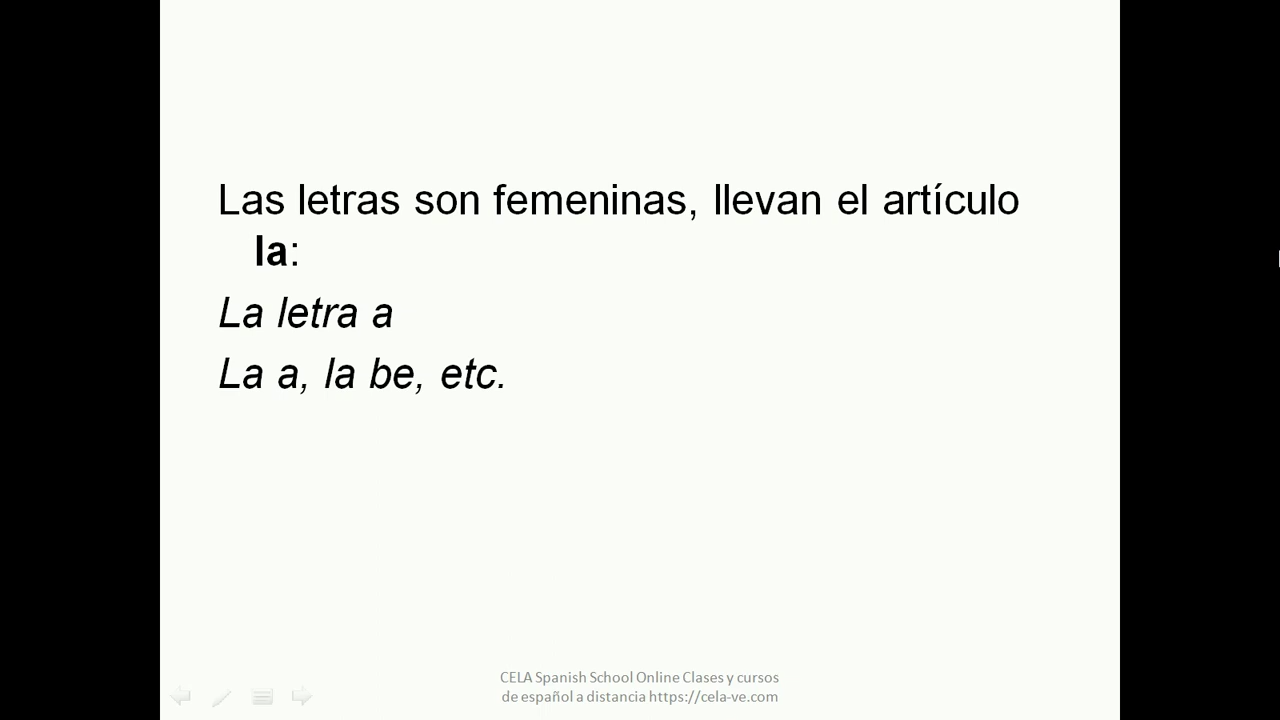 Las letras son femeninas, llevan el artículo
la:
La letra a
La a, la be, etc.
CELA Spanish School Online Clases y cursos
de español a distancia https://cela-ve.com